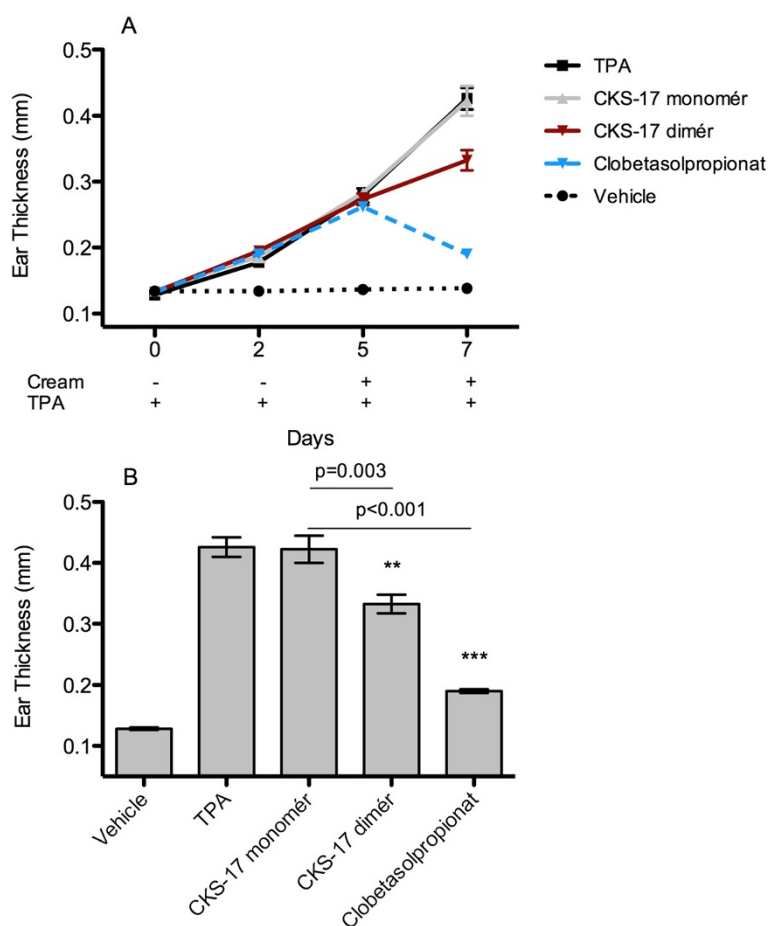 A
0.5
0.4
0.3
0.2
0.1
Ear Thickness (mm)
TPA
CKS-17 monomér
CKS-17 dimér
Clobetasolpropionat
Vehicle
0 2 5 7
Cream - - + +
TPA + + + +
Days
B
p=0.003
p<0.001
0.5
0.4
0.3
0.2
0.1
Ear Thickness (mm)
**
***
Vehicle
TPA
CKS-17 monomér
CKS-17 dimér
Clobetasolpropionat